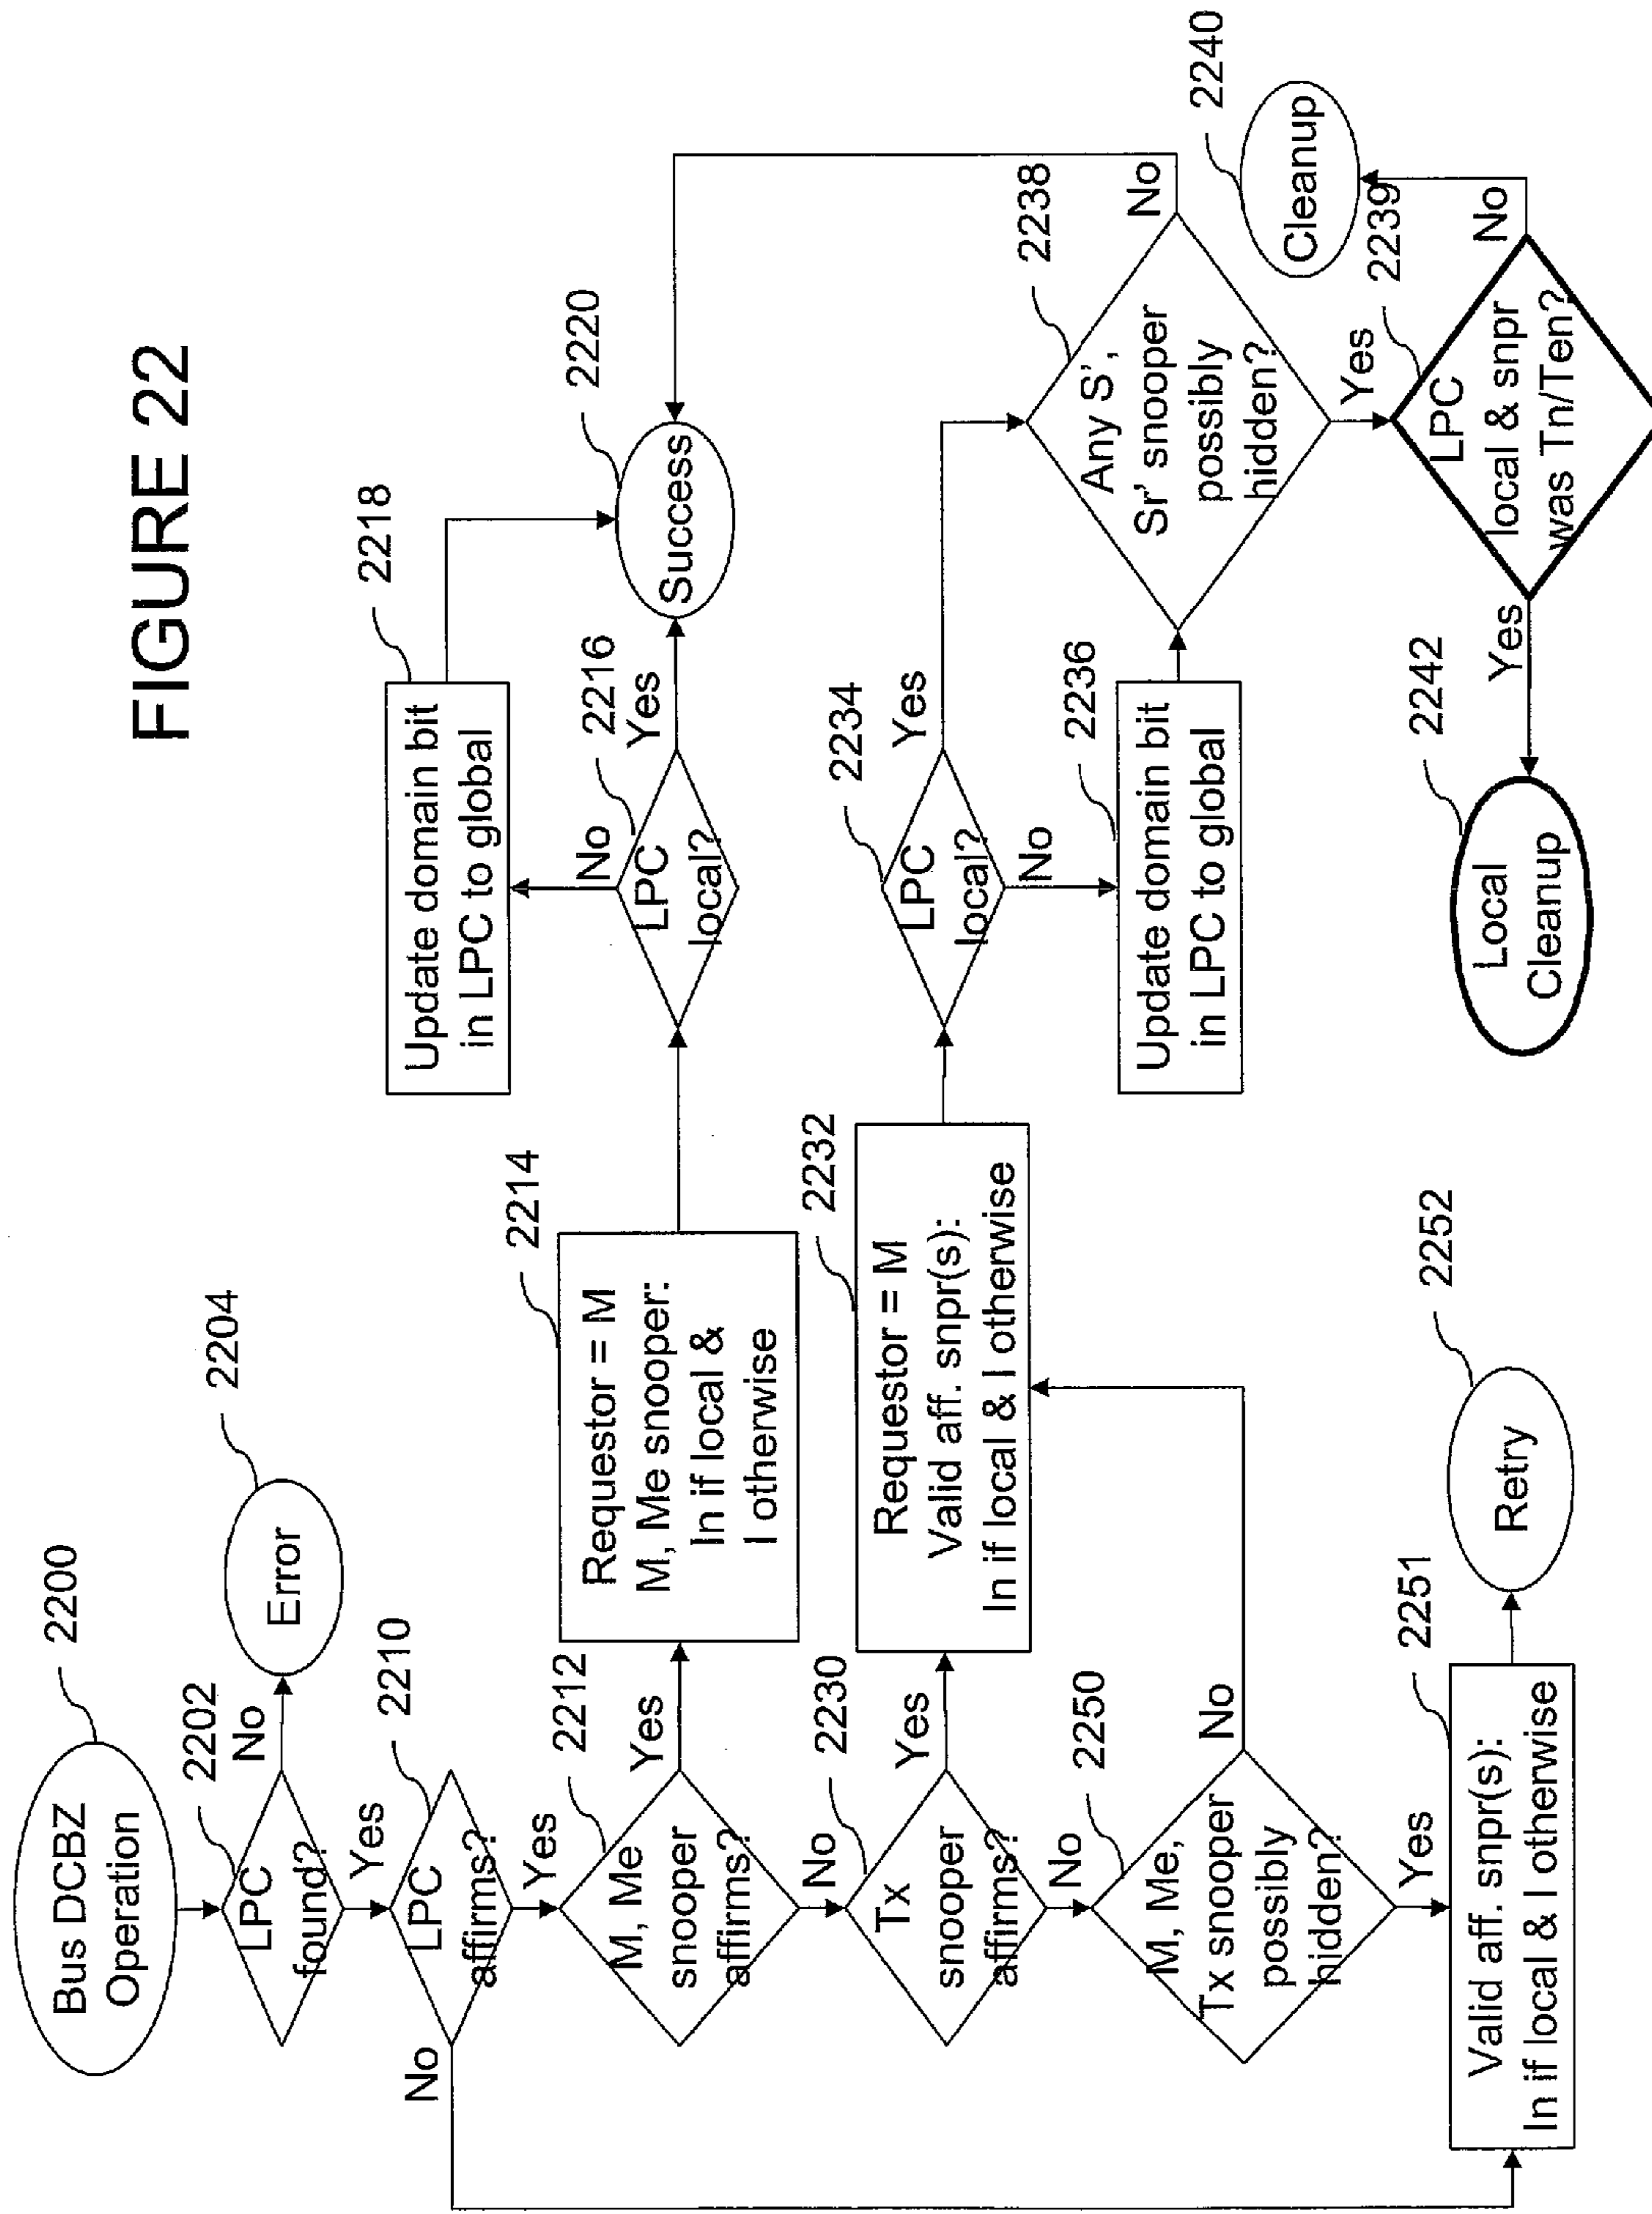 FIGURE 22
2200
Bus DCBZ
Operation
2202
LPC
found?
No
2204
Error
Yes
2210
LPC
affirms?
No
Yes
2212
M, Me
snooper
affirms?
Yes
2214
Requestor = M
M, Me snooper:
In if local &
I otherwise
2216
LPC
local?
No
Yes
2218
Update domain bit
in LPC to global
2220
Success
No
2230
Tx
snooper
affirms?
Yes
2232
Requestor = M
Valid aff. snpr(s):
In if local & I otherwise
2234
LPC
local?
Yes
No
2236
Update domain bit
in LPC to global
2238
Any S',
Sr' snooper
possibly
hidden?
No
Yes
2239
LPC
local & snpr
was Tn/Ten?
No
2240
Cleanup
Yes
2242
Local
Cleanup
No
2250
M, Me,
Tx snooper
possibly
hidden?
No
Yes
2251
Valid aff. snpr(s):
In if local & I otherwise
2252
Retry